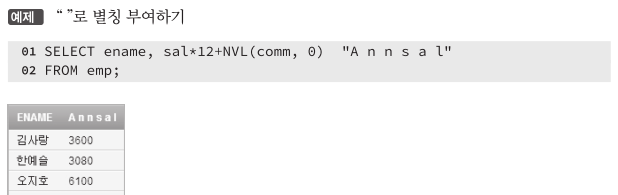 예제 “ ”로 별칭 부여하기
01 SELECT ename, sal*12+NVL(comm, 0) "A n n s a l"
02 FROM emp;
ENAME A n n s a l
김사랑 3600
한예슬 3080
오지호 6100